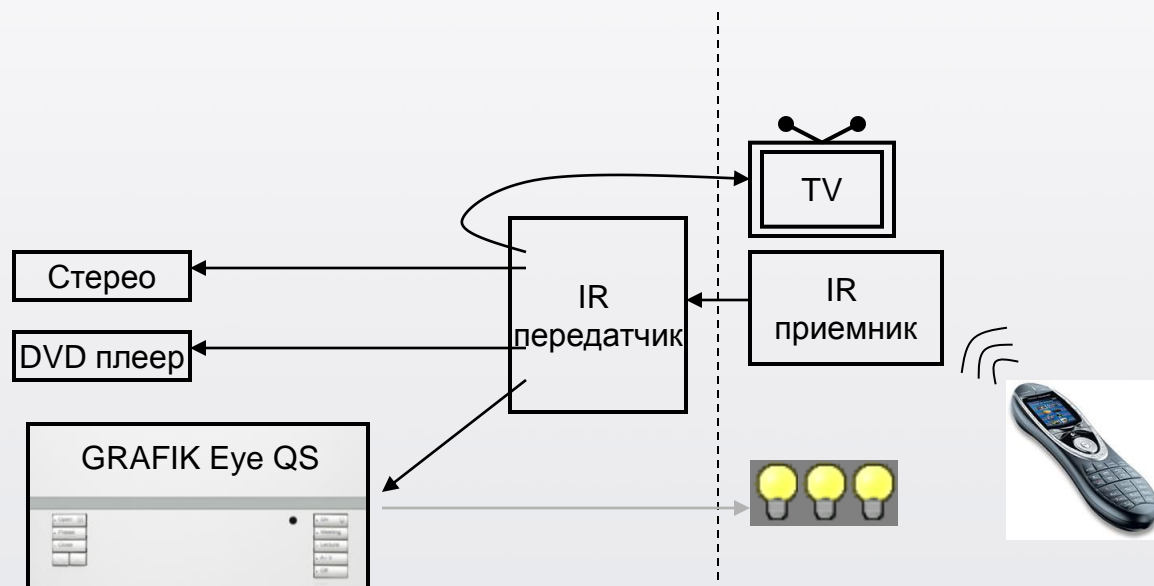 TV
Стерео
IR
передатчик
IR
приемник
DVD плеер
GRAFIK Eye QS